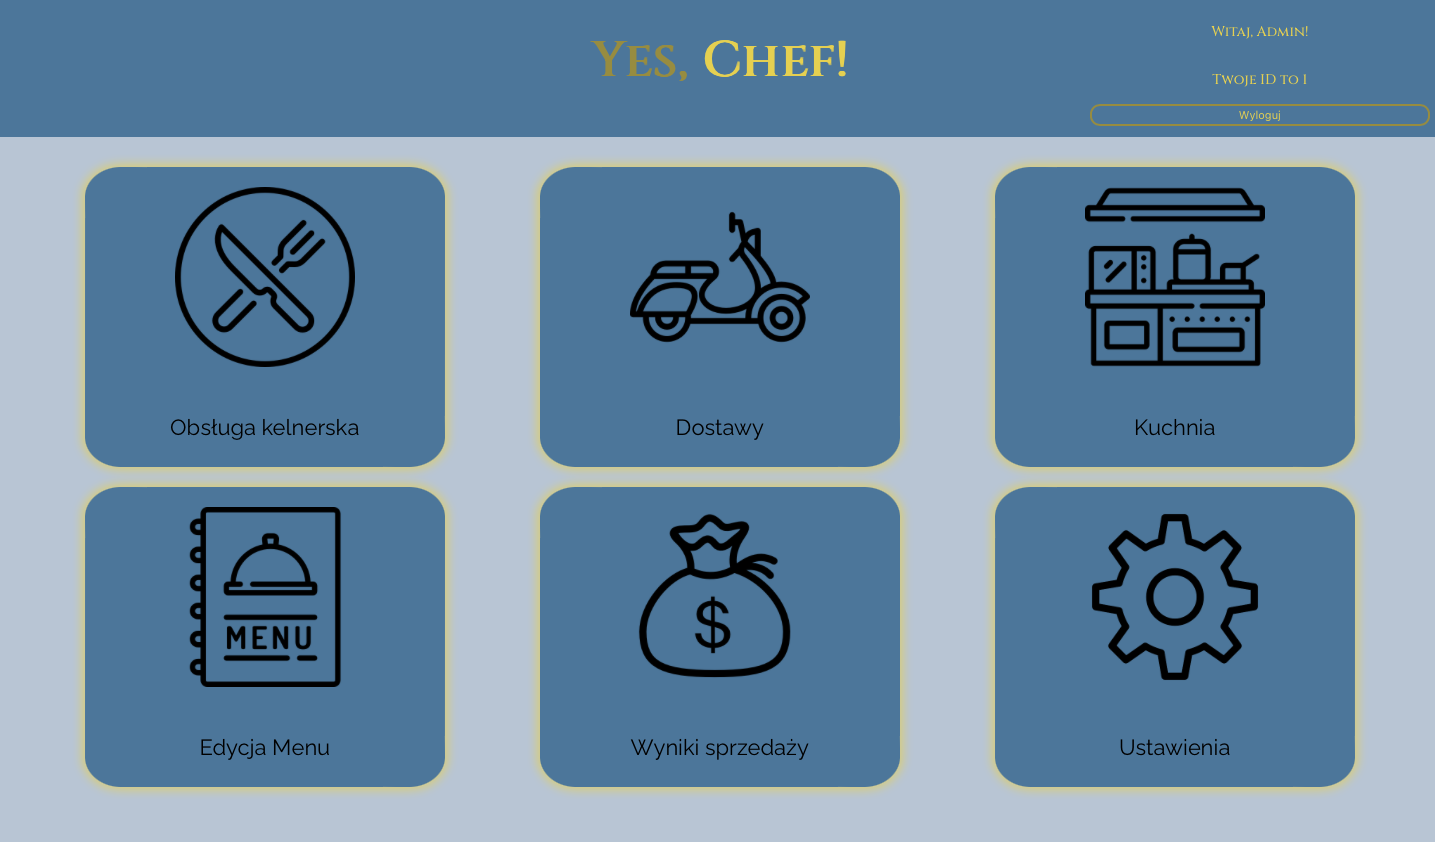 Yes, Chef!
Witaj, Admin!
Twoje ID to 1
Wyloguj
Obsługa kelnerska
Dostawy
Kuchnia
MENU
$
Edycja Menu
Wyniki sprzedaży
Ustawienia